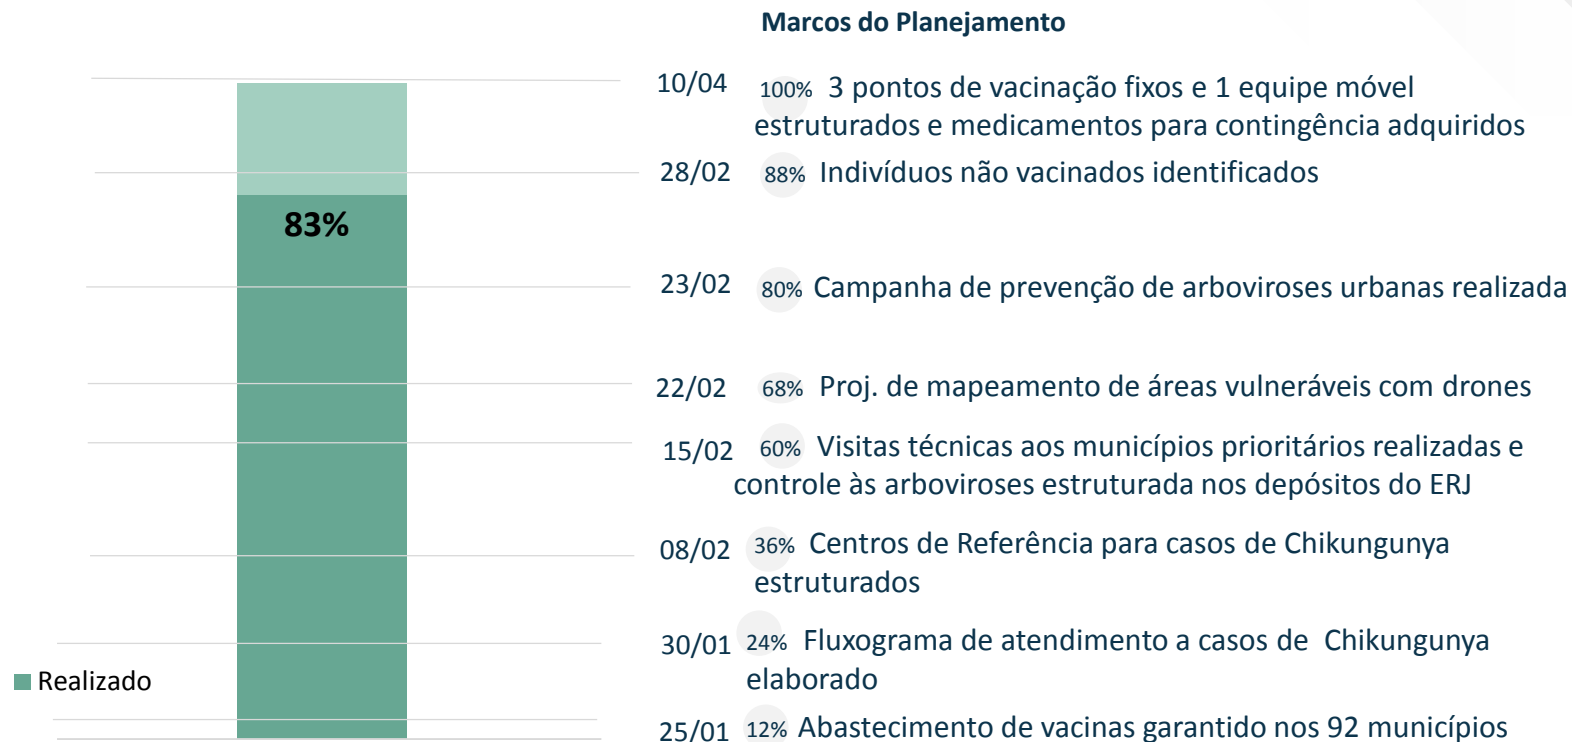 Marcos do Planejamento
10/04 100% 3 pontos de vacinação fixos e 1 equipe móvel
estruturados e medicamentos para contingência adquiridos
28/02 88% Indivíduos não vacinados identificados
83%
23/02 80% Campanha de prevenção de arboviroses urbanas realizada
22/02 68% Proj. de mapeamento de áreas vulneráveis com drones
15/02 60% Visitas técnicas aos municípios prioritários realizadas e
controle às arboviroses estruturada nos depósitos do ERJ
08/02 36% Centros de Referência para casos de Chikungunya
estruturados
30/01 24% Fluxograma de atendimento a casos de Chikungunya
elaborado
Realizado
25/01 12% Abastecimento de vacinas garantido nos 92 municípios